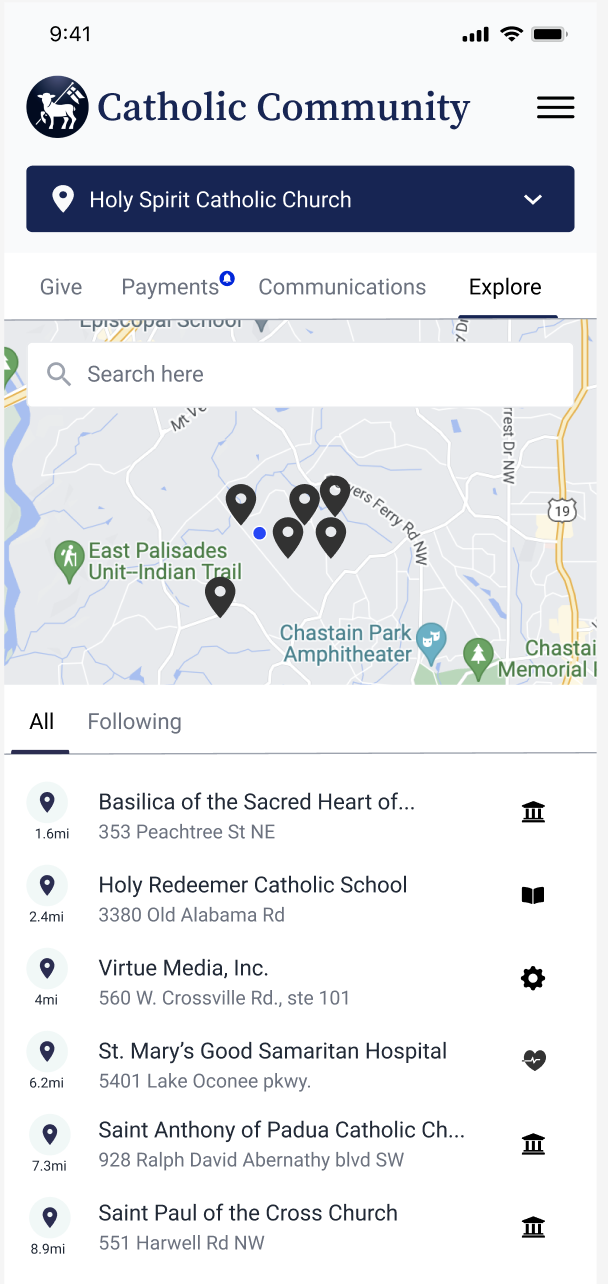 9:41
Catholic Community
Holy Spirit Catholic Church
Give Payments Communications Explore
Episcopal School
Search here
Mt Ve
rrest Dr NW
yers Ferry Rd NW
19
East Palisades
Unit–Indian Trail
Chastain Park
Amphitheater
Chastai
Memorial
All Following
Basilica of the Sacred Heart of...
1.6mi 353 Peachtree St NE
Holy Redeemer Catholic School
2.4mi 3380 Old Alabama Rd
Virtue Media, Inc.
4mi 560 W. Crossville Rd., ste 101
St. Mary’s Good Samaritan Hospital
6.2mi 5401 Lake Oconee pkwy.
Saint Anthony of Padua Catholic Ch...
7.3mi 928 Ralph David Abernathy blvd SW
Saint Paul of the Cross Church
8.9mi 551 Harwell Rd NW